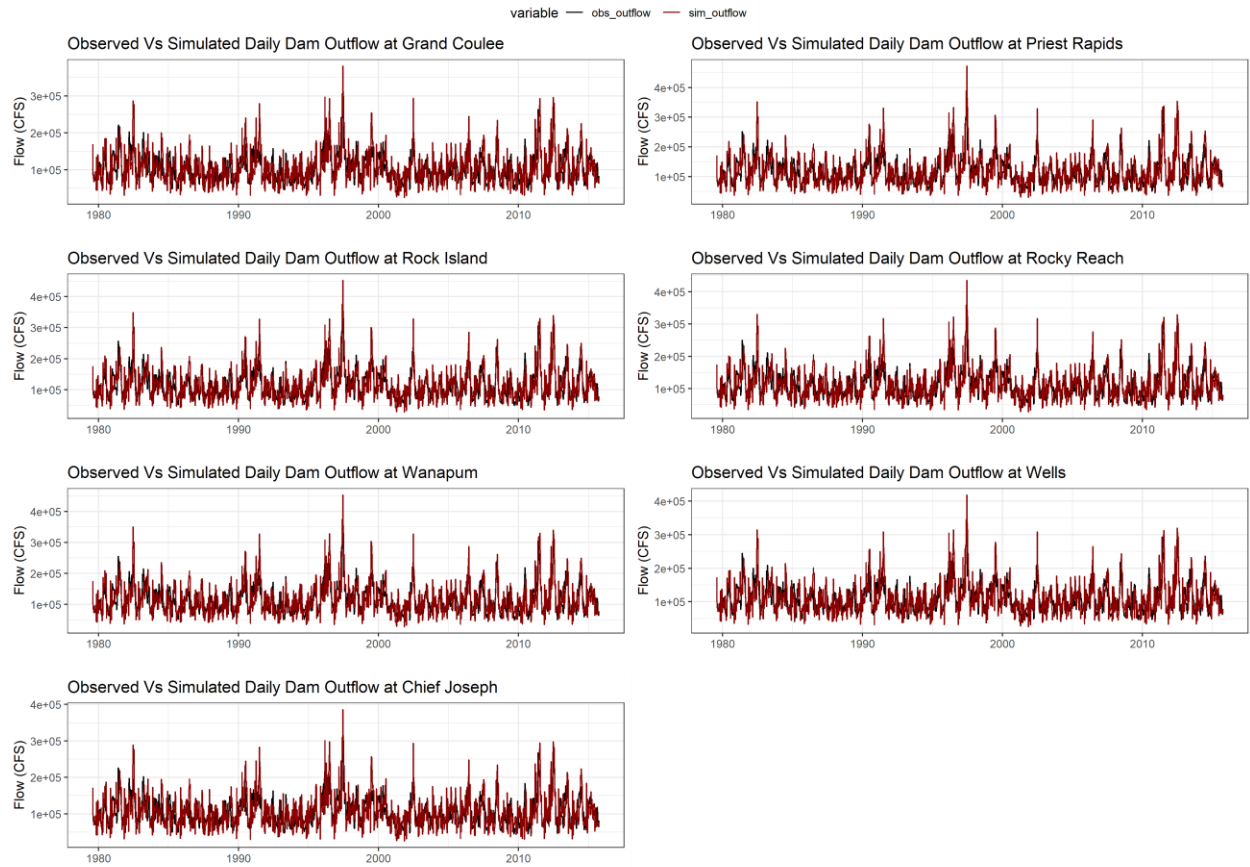 variable obs_outflow sim_outflow
Observed Vs Simulated Daily Dam Outflow at Grand Coulee
Flow (CFS)
3e+05
2e+05
1e+05
1980 1990 2000 2010
Observed Vs Simulated Daily Dam Outflow at Priest Rapids
Flow (CFS)
4e+05
3e+05
2e+05
1e+05
1980 1990 2000 2010
Observed Vs Simulated Daily Dam Outflow at Rock Island
Flow (CFS)
4e+05
3e+05
2e+05
1e+05
1980 1990 2000 2010
Observed Vs Simulated Daily Dam Outflow at Rocky Reach
Flow (CFS)
4e+05
3e+05
2e+05
1e+05
1980 1990 2000 2010
Observed Vs Simulated Daily Dam Outflow at Wanapum
Flow (CFS)
4e+05
3e+05
2e+05
1e+05
1980 1990 2000 2010
Observed Vs Simulated Daily Dam Outflow at Wells
Flow (CFS)
4e+05
3e+05
2e+05
1e+05
1980 1990 2000 2010
Observed Vs Simulated Daily Dam Outflow at Chief Joseph
Flow (CFS)
4e+05
3e+05
2e+05
1e+05
1980 1990 2000 2010